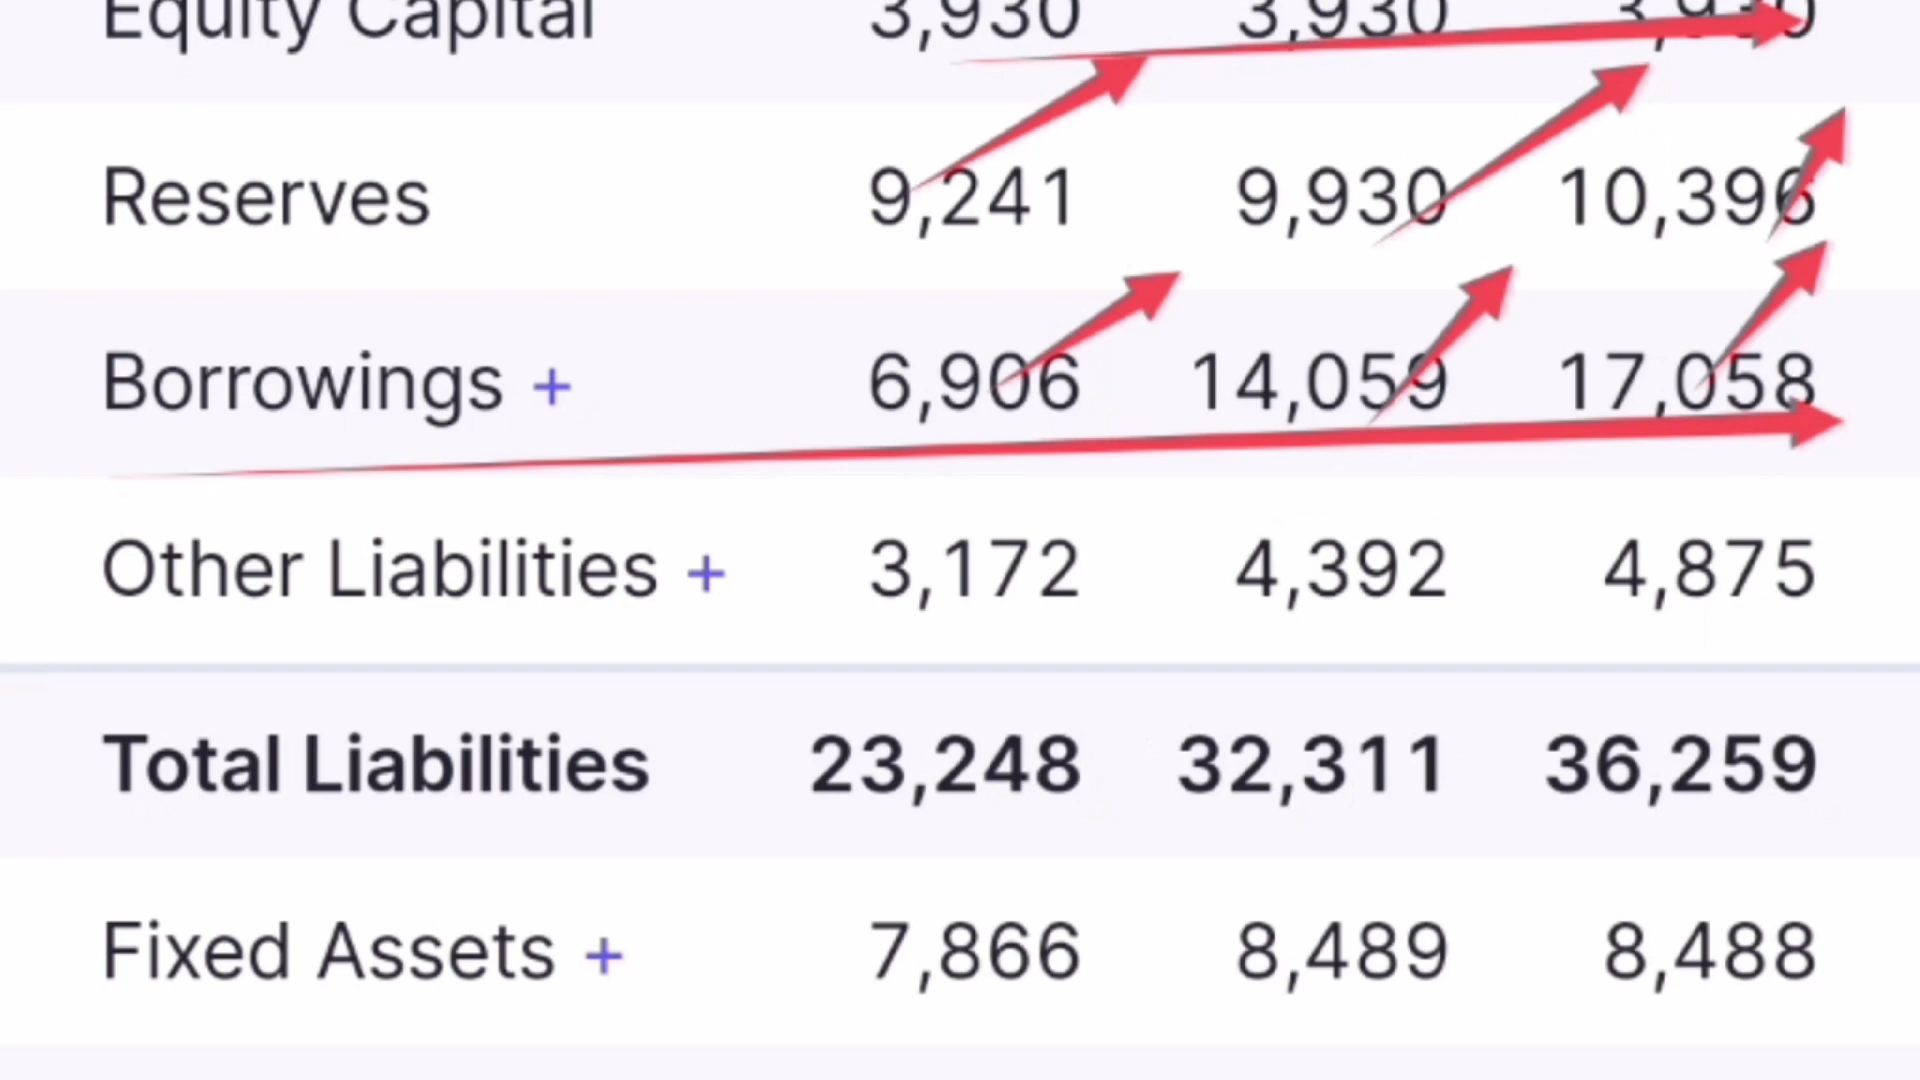 Equity Capital 3,930 3,930 3,930
Reserves 9,241 9,930 10,396
Borrowings + 6,906 14,059 17,058
Other Liabilities + 3,172 4,392 4,875
Total Liabilities 23,248 32,311 36,259
Fixed Assets + 7,866 8,489 8,488